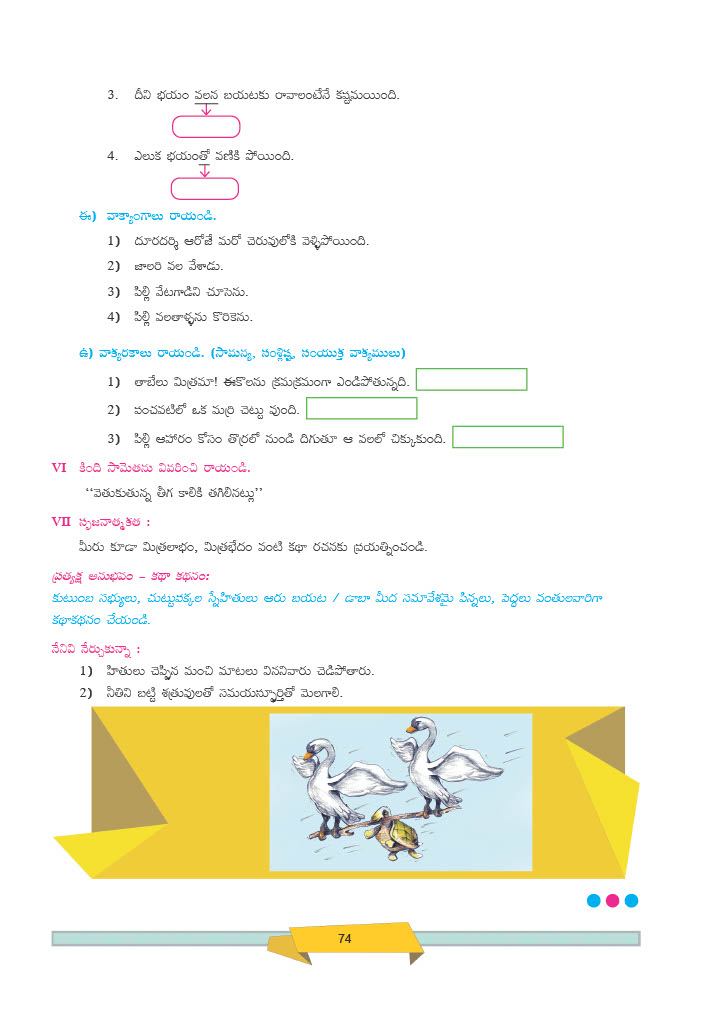 3. దీని భయం వలన బయటకు రావాలంటేనే కష్టమయింది.
4. ఎలుక భయంతో వణికి పోయింది.
ఈ) వాక్యాంగాలు రాయండి.
1) దూరదర్శి ఆరోజే మరో చెరువులోకి వెళ్ళిపోయింది.
2) జాలరి వల వేశాడు.
3) పిల్లి వేటగాడిని చూసెను.
4) పిల్లి వలతాళ్ళను కొరికెను.
ఉ) వాక్యరకాలు రాయండి. (సామన్య, సంశ్లిష్ట, సంయుక్త వాక్యములు)
1) తాబేలు మిత్రమా! ఈకొలను క్రమక్రమంగా ఎండిపోతున్నది.
2) పంచవటిలో ఒక మర్రి చెట్టు వుంది.
3) పిల్లి ఆహారం కోసం తొర్రలో నుండి దిగుతూ ఆ వలలో చిక్కుకుంది.
VI కింది సామెతను వివరించి రాయండి.
‘‘వెతుకుతున్న తీగ కాలికి తగిలినట్లు’’
VII సృజనాత్మకత :
మీరు కూడా మిత్రలాభం, మిత్రభేదం వంటి కథా రచనకు ప్రయత్నించండి.
ప్రత్యక్ష అనుభవం – కథా కథనం:
కుటుంబ సభ్యులు, చుట్టుపక్కల స్నేహితులు ఆరు బయట / డాబా మీద సమావేశమై పిన్నలు, పెద్దలు వంతులవారిగా
కథాకథనం చేయండి.
నేనివి నేర్చుకున్నా :
1) హితులు చెప్పిన మంచి మాటలు విననివారు చెడిపోతారు.
2) నీతిని బట్టి శత్రువులతో సమయస్ఫూర్తితో మెలగాలి.
74